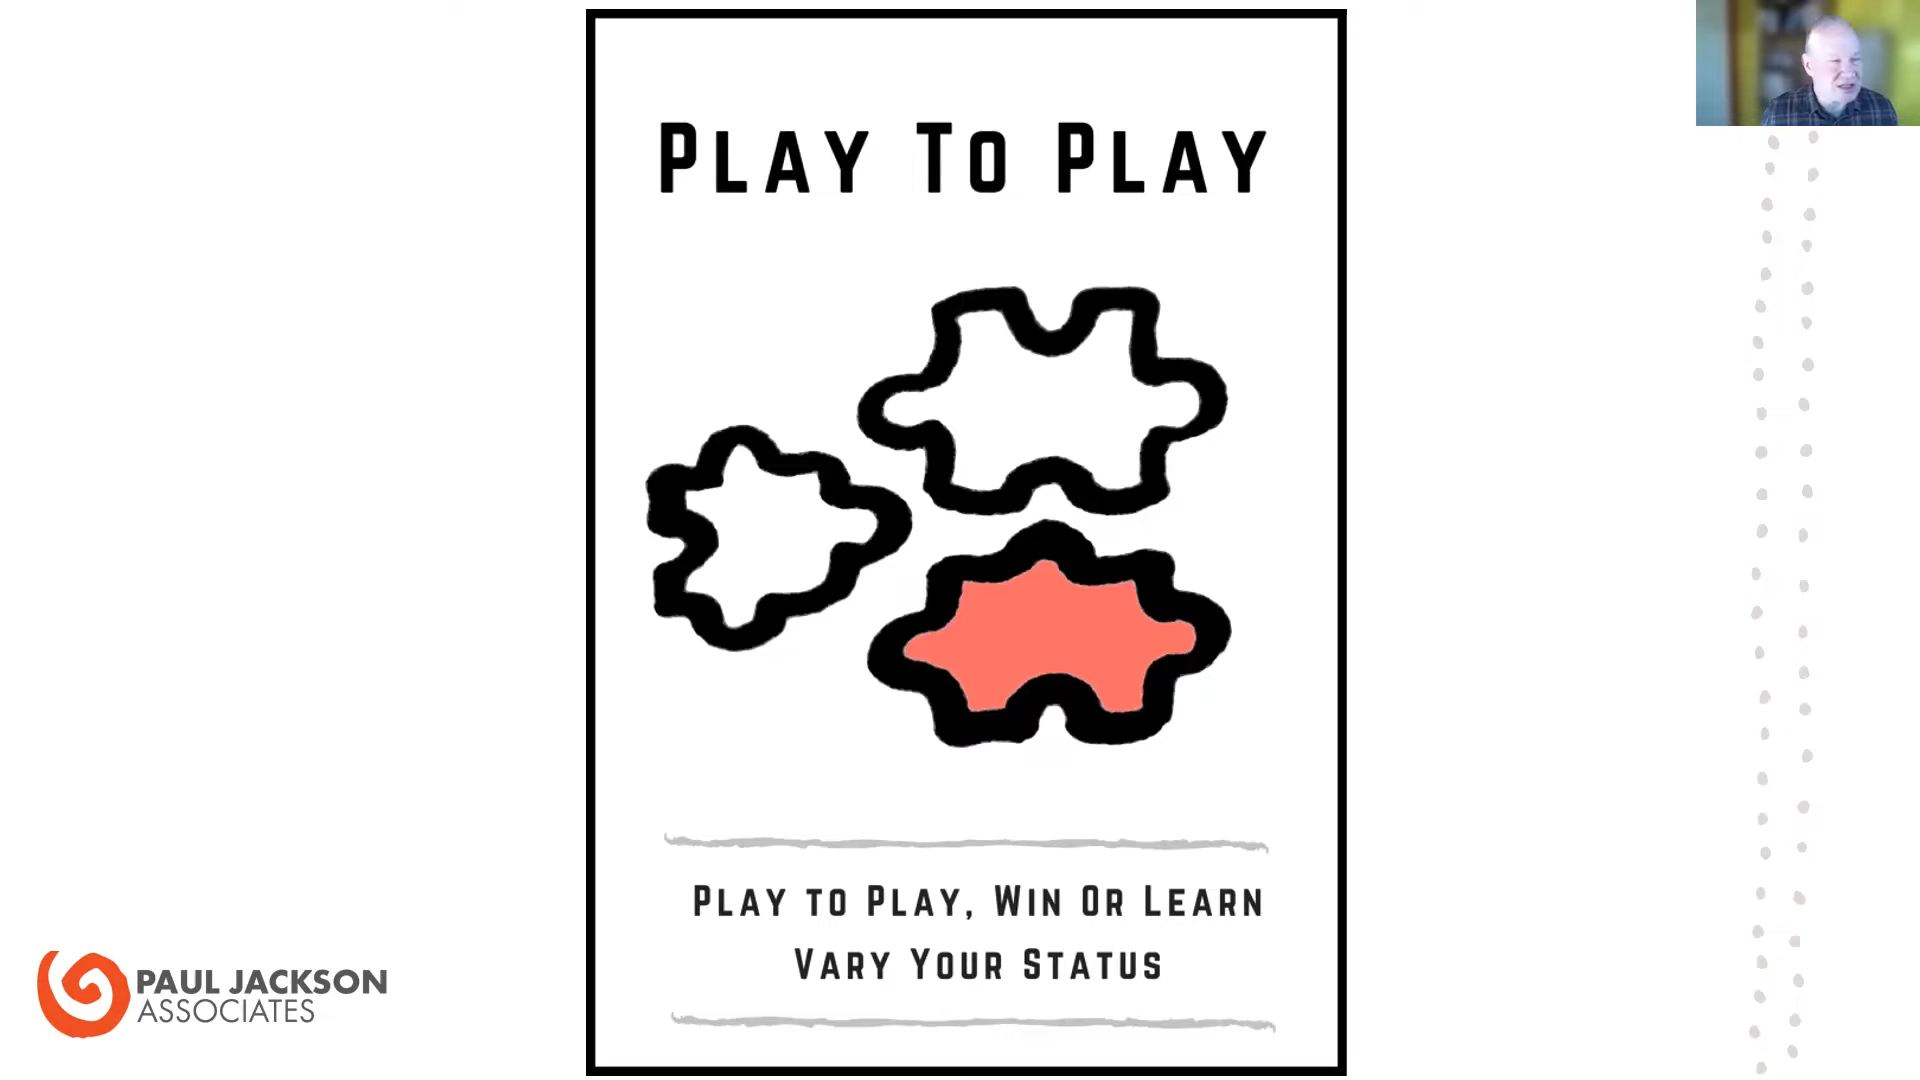 PLAY TO PLAY
PLAY TO PLAY, WIN OR LEARN
VARY YOUR STATUS
PAUL JACKSON
ASSOCIATES